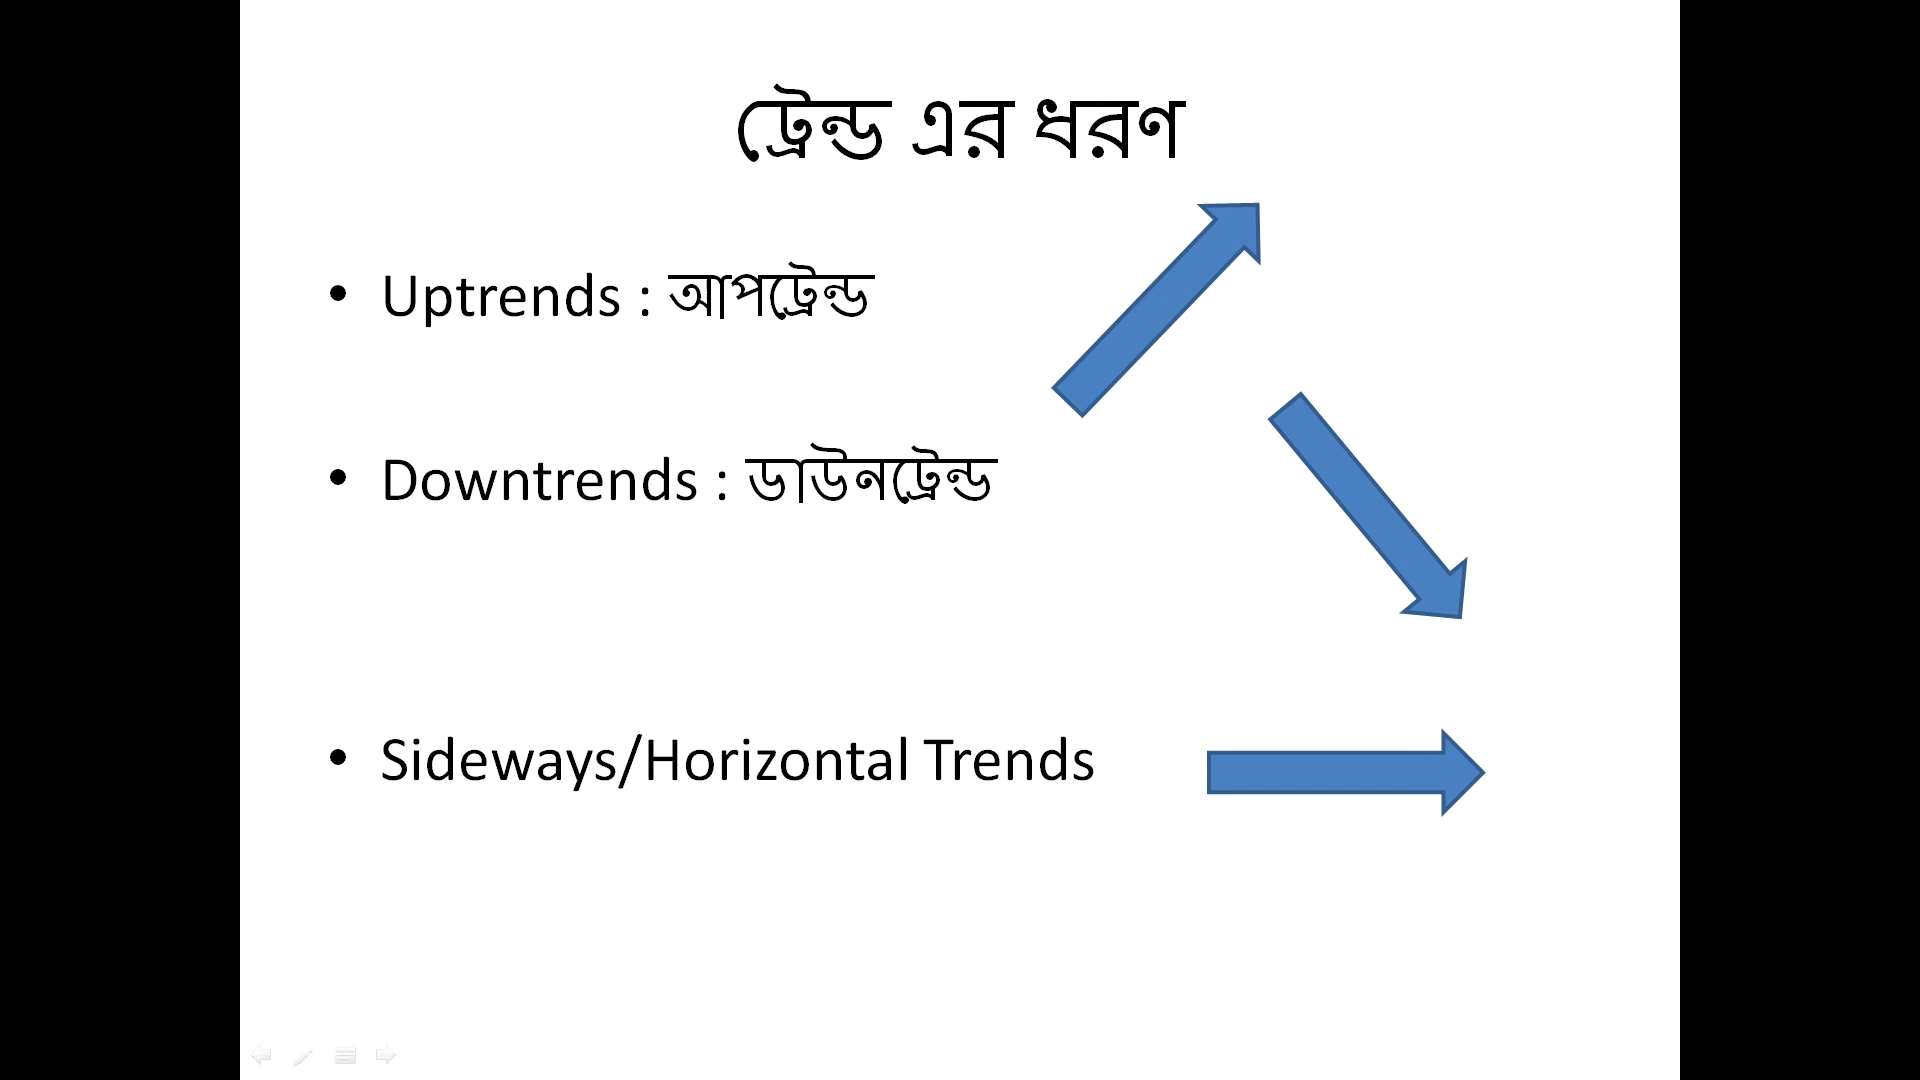 ট্রেন্ড এর ধরণ
• Uptrends : আপট্রেন্ড
• Downtrends : ডাউনট্রেন্ড
• Sideways/Horizontal Trends